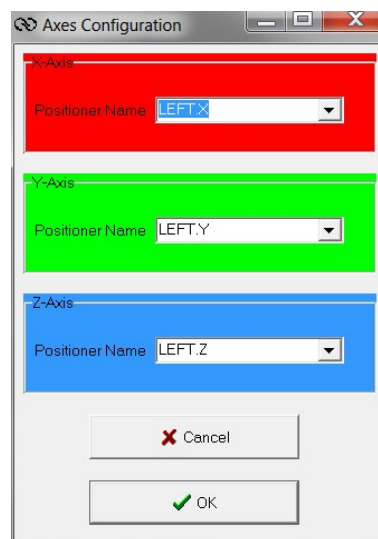 Axes Configuration
X-Axis
Positioner Name LEFT.X
Y-Axis
Positioner Name LEFT.Y
Z-Axis
Positioner Name LEFT.Z
Cancel
OK